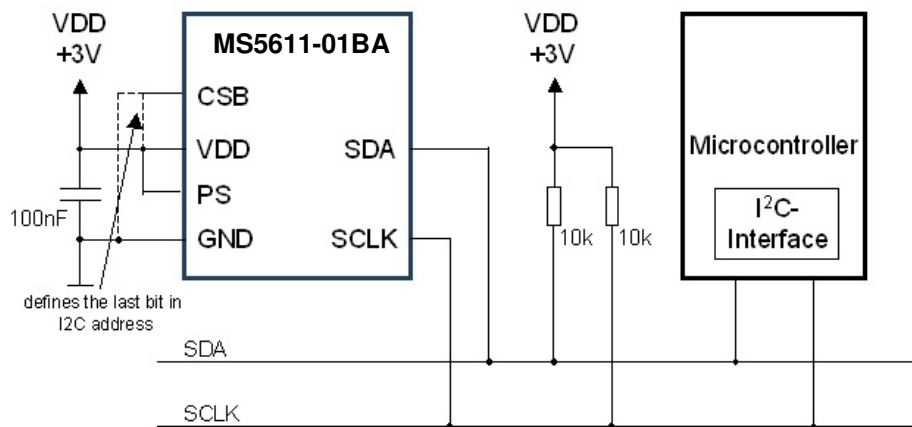 VDD
+3V
MS5611-01BA
CSB
VDD
PS
GND
SDA
SCLK
100nF
defines the last bit in
I2C address
VDD
+3V
10k
10k
Microcontroller
I²C-
Interface
SDA
SCLK